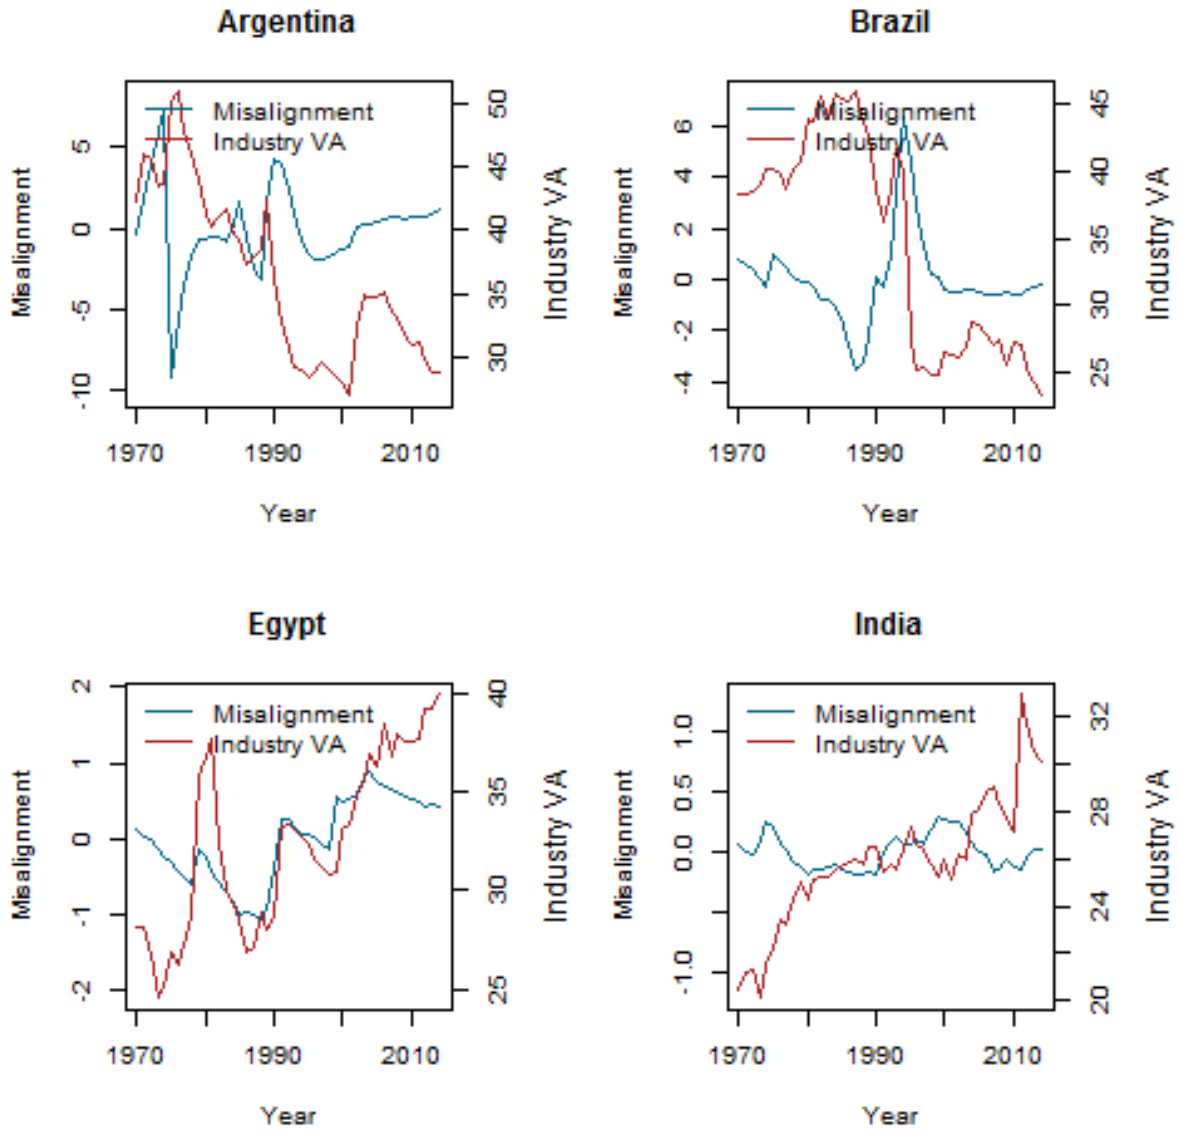 Argentina
Misalignment
Industry VA
5
0
-5
-10
50
45
40
35
30
Misalignment
Industry VA
1970
1990
2010
Year
Brazil
Misalignment
Industry VA
6
4
2
0
-2
-4
45
40
35
30
25
Misalignment
Industry VA
1970
1990
2010
Year
Egypt
Misalignment
Industry VA
2
1
0
-1
-2
40
35
30
25
Misalignment
Industry VA
1970
1990
2010
Year
India
Misalignment
Industry VA
1.0
0.5
0.0
-1.0
32
28
24
20
Misalignment
Industry VA
1970
1990
2010
Year